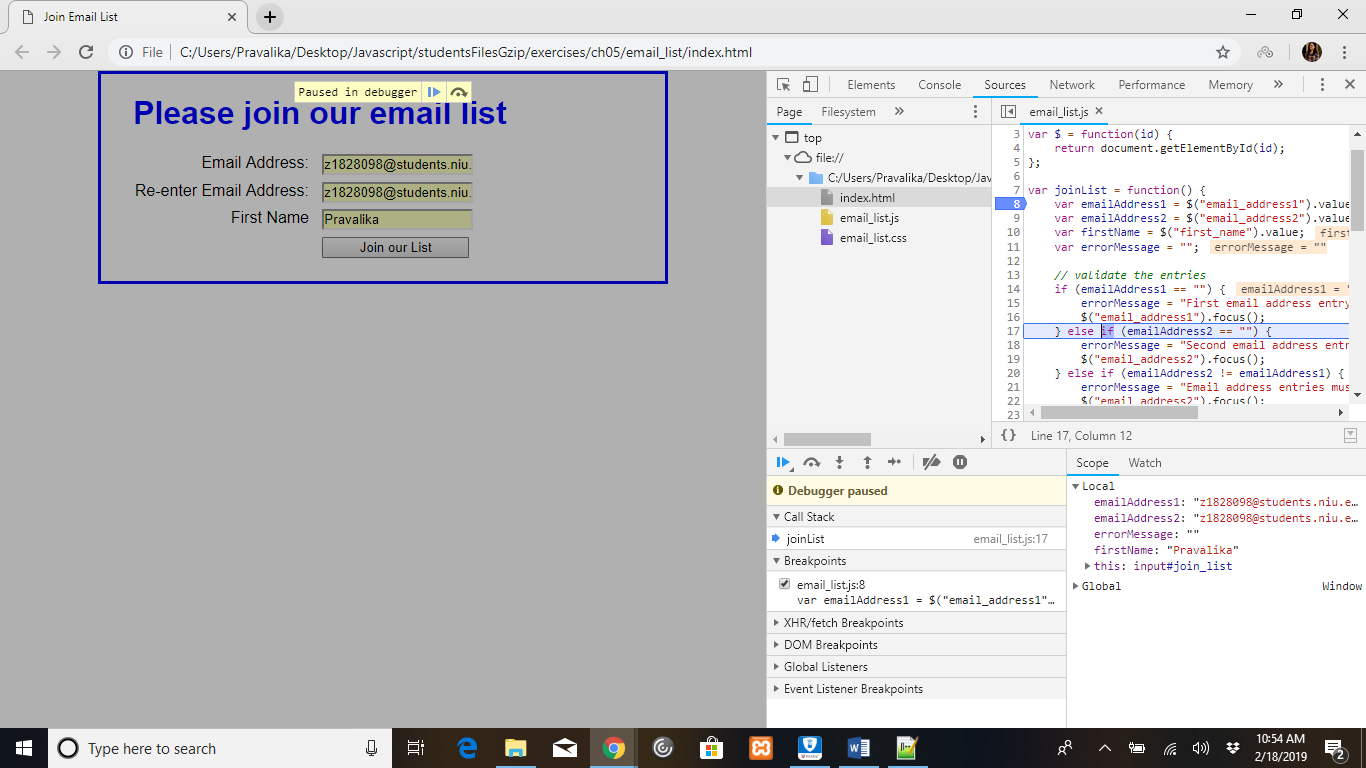 Join Email List
File
C:/Users/Pravalika/Desktop/Javascript/studentsFilesGzip/exercises/ch05/email_list/index.html
Paused in debugger
Please join our email list
Email Address:
z1828098@students.niu.
Re-enter Email Address:
z1828098@students.niu.
First Name
Pravalika
Join our List
Elements Console Sources Network Performance Memory »
Page Filesystem »
top
file://
C:/Users/Pravalika/Desktop/Jav
index.html
email_list.js
email_list.css
email_list.js
3 var $ = function(id) {
4 return document.getElementById(id);
5 };
6
7 var joinList = function() {
8 var emailAddress1 = $("email_address1").value
9 var emailAddress2 = $("email_address2").value
10 var firstName = $("first_name").value; first
11 var errorMessage = ""; errorMessage = ""
12
13 // validate the entries
14 if (emailAddress1 == "") { emailAddress1 = "
15 errorMessage = "First email address entry
16 $("email_address1").focus();
17 } else if (emailAddress2 == "") {
18 errorMessage = "Second email address entr
19 $("email_address2").focus();
20 } else if (emailAddress2 != emailAddress1) {
21 errorMessage = "Email address entries mus
22 $("email_address2").focus();
23
{} Line 17, Column 12
Debugger paused
Call Stack
joinList email_list.js:17
Breakpoints
email_list.js:8
var emailAddress1 = $("email_address1"…
XHR/fetch Breakpoints
DOM Breakpoints
Global Listeners
Event Listener Breakpoints
Scope Watch
Local
emailAddress1: "z1828098@students.niu.e…
emailAddress2: "z1828098@students.niu.e…
errorMessage: ""
firstName: "Pravalika"
this: input#join_list
Global Window
Type here to search
10:54 AM
2/18/2019
2